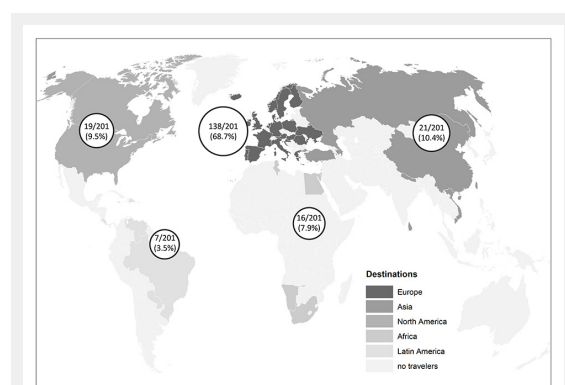 19/201
(9.5%)
138/201
(68.7%)
21/201
(10.4%)
16/201
(7.9%)
7/201
(3.5%)
Destinations
Europe
Asia
North America
Africa
Latin America
no travelers